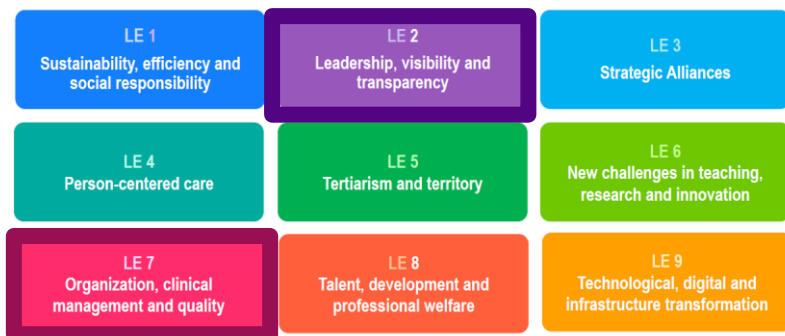 LE 1
Sustainability, efficiency and
social responsibility
LE 2
Leadership, visibility and
transparency
LE 3
Strategic Alliances
LE 4
Person-centered care
LE 5
Tertiarism and territory
LE 6
New challenges in teaching,
research and innovation
LE 7
Organization, clinical
management and quality
LE 8
Talent, development and
professional welfare
LE 9
Technological, digital and
infrastructure transformation